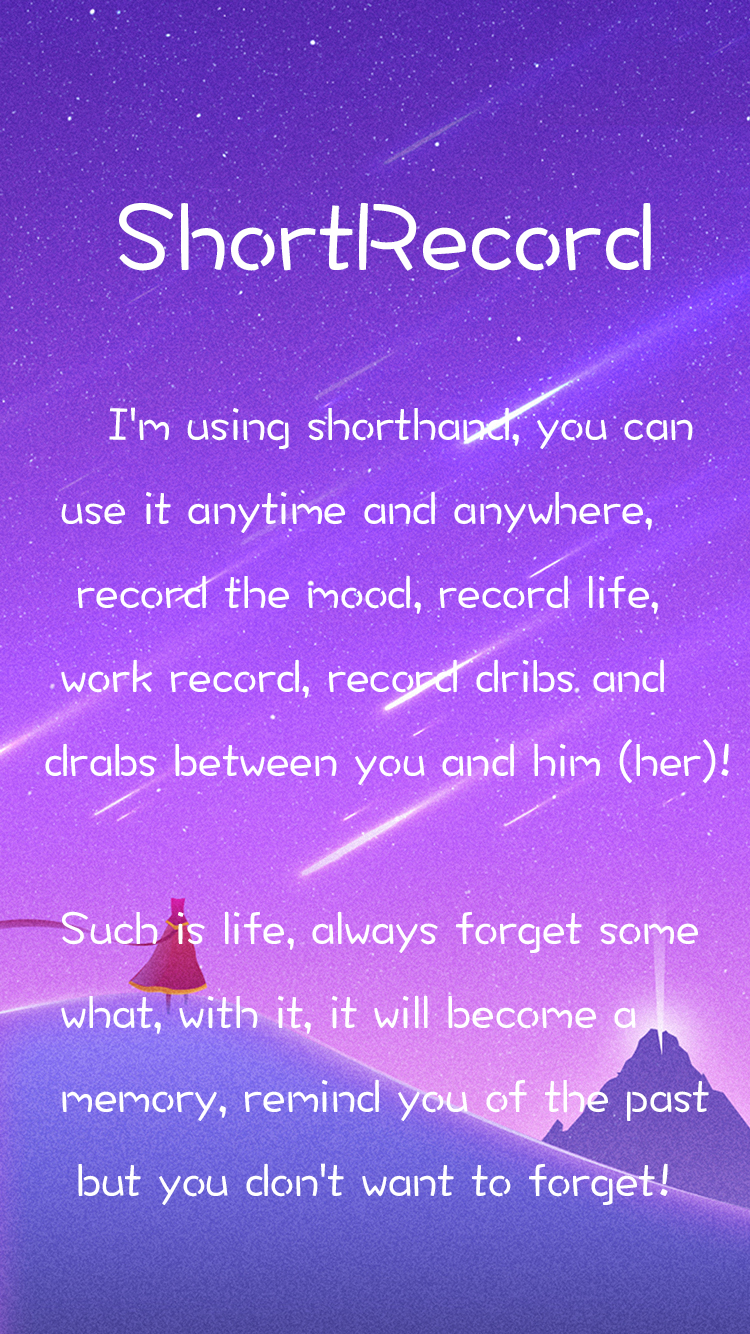 ShortRecord
I'm using shorthand, you can
use it anytime and anywhere,
record the mood, record life,
work record, record dribs and
drabs between you and him (her)!
Such is life, always forget some
what, with it, it will become a
memory, remind you of the past
but you don't want to forget!